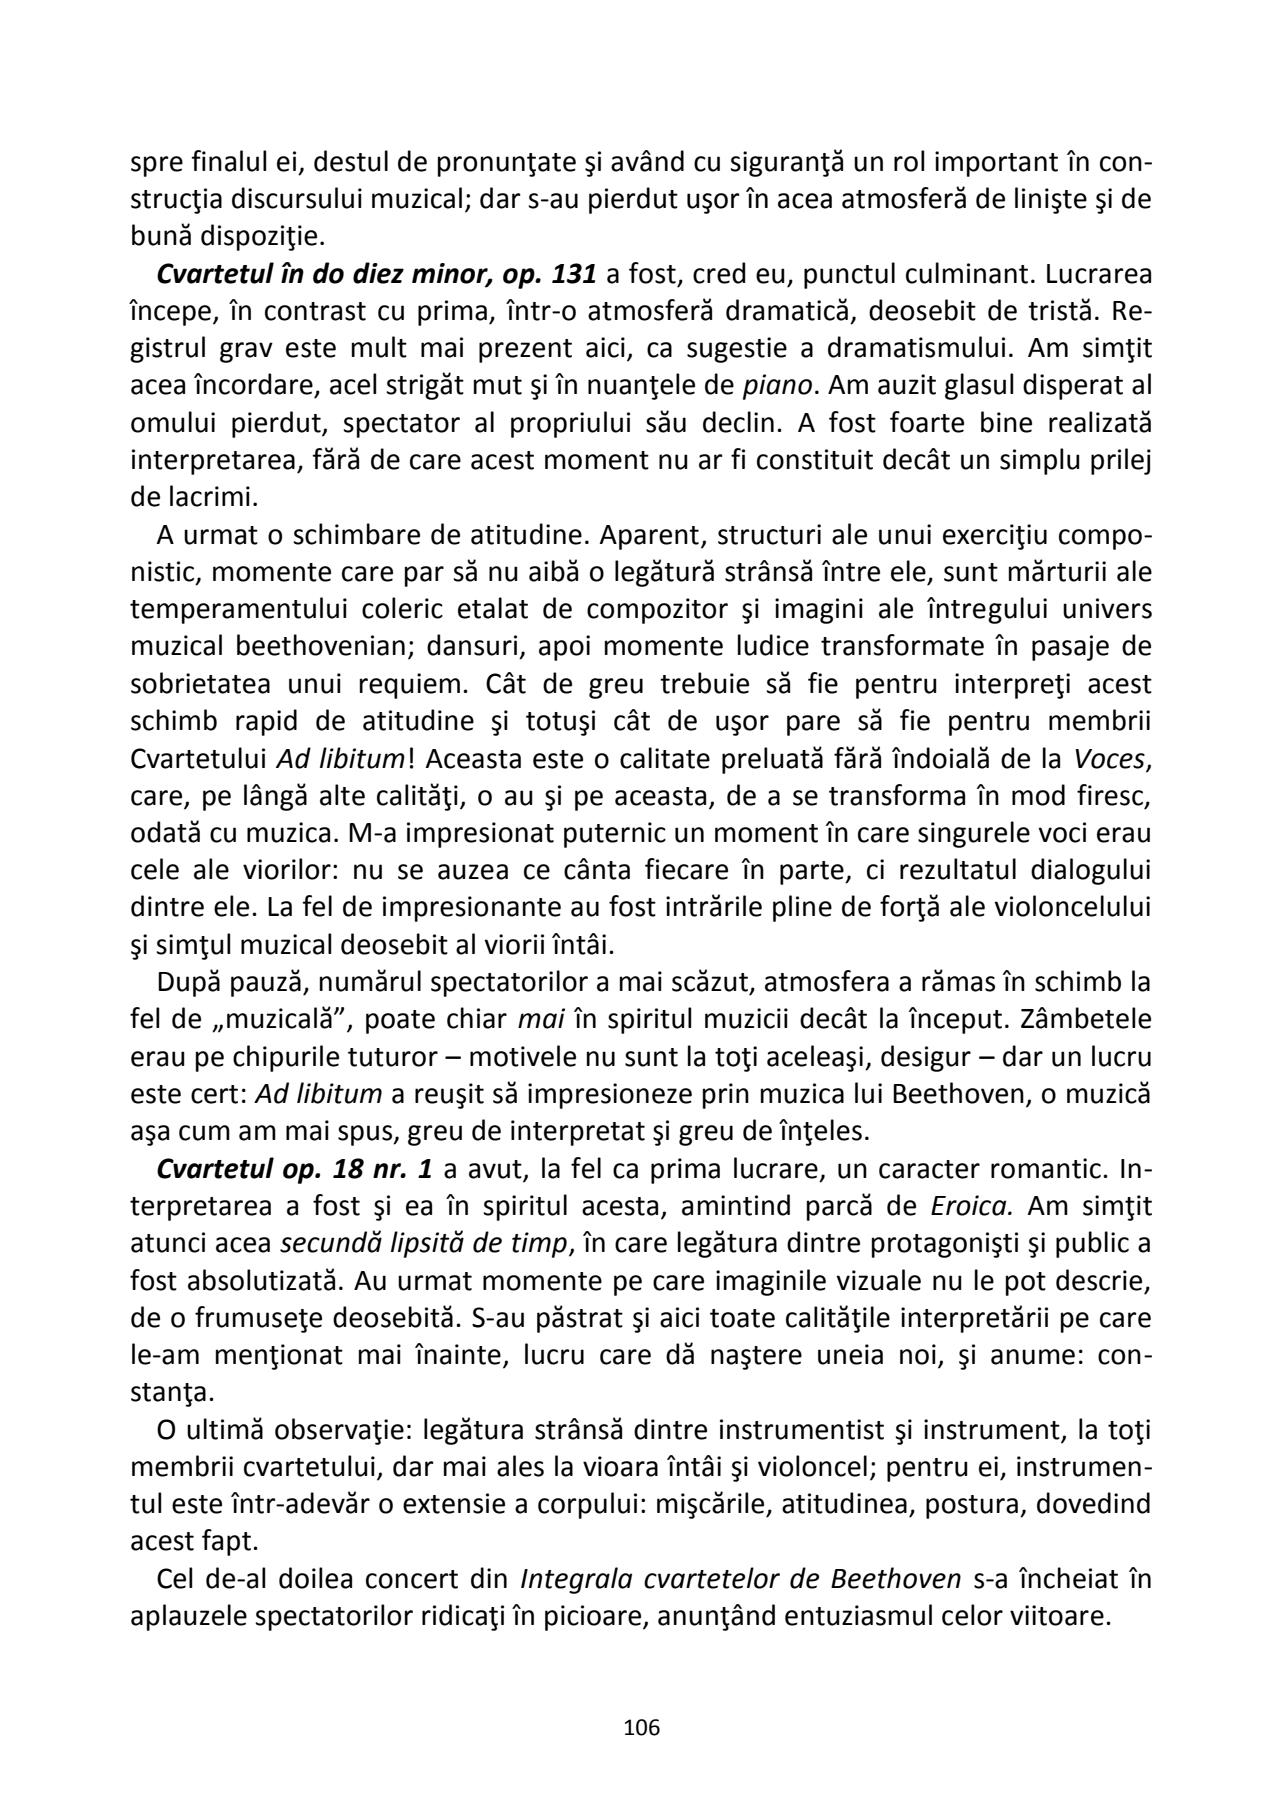 spre finalul ei, destul de pronunţate şi având cu siguranţă un rol important în con-
strucţia discursului muzical; dar s-au pierdut uşor în acea atmosferă de linişte şi de
bună dispoziţie.
Cvartetul în do diez minor, op. 131 a fost, cred eu, punctul culminant. Lucrarea
începe, în contrast cu prima, într-o atmosferă dramatică, deosebit de tristă. Re-
gistrul grav este mult mai prezent aici, ca sugestie a dramatismului. Am simţit
acea încordare, acel strigăt mut şi în nuanţele de piano. Am auzit glasul disperat al
omului pierdut, spectator al propriului său declin. A fost foarte bine realizată
interpretarea, fără de care acest moment nu ar fi constituit decât un simplu prilej
de lacrimi.
A urmat o schimbare de atitudine. Aparent, structuri ale unui exerciţiu compo-
nistic, momente care par să nu aibă o legătură strânsă între ele, sunt mărturii ale
temperamentului coleric etalat de compozitor şi imagini ale întregului univers
muzical beethovenian; dansuri, apoi momente ludice transformate în pasaje de
sobrietatea unui requiem. Cât de greu trebuie să fie pentru interpreţi acest
schimb rapid de atitudine şi totuşi cât de uşor pare să fie pentru membrii
Cvartetului Ad libitum! Aceasta este o calitate preluată fără îndoială de la Voces,
care, pe lângă alte calităţi, o au şi pe aceasta, de a se transforma în mod firesc,
odată cu muzica. M-a impresionat puternic un moment în care singurele voci erau
cele ale viorilor: nu se auzea ce cânta fiecare în parte, ci rezultatul dialogului
dintre ele. La fel de impresionante au fost intrările pline de forţă ale violoncelului
şi simţul muzical deosebit al viorii întâi.
După pauză, numărul spectatorilor a mai scăzut, atmosfera a rămas în schimb la
fel de „muzicală”, poate chiar mai în spiritul muzicii decât la început. Zâmbetele
erau pe chipurile tuturor – motivele nu sunt la toţi aceleaşi, desigur – dar un lucru
este cert: Ad libitum a reuşit să impresioneze prin muzica lui Beethoven, o muzică
aşa cum am mai spus, greu de interpretat şi greu de înţeles.
Cvartetul op. 18 nr. 1 a avut, la fel ca prima lucrare, un caracter romantic. In-
terpretarea a fost şi ea în spiritul acesta, amintind parcă de Eroica. Am simţit
atunci acea secundă lipsită de timp, în care legătura dintre protagonişti şi public a
fost absolutizată. Au urmat momente pe care imaginile vizuale nu le pot descrie,
de o frumuseţe deosebită. S-au păstrat şi aici toate calităţile interpretării pe care
le-am menţionat mai înainte, lucru care dă naştere uneia noi, şi anume: con-
stanţa.
O ultimă observaţie: legătura strânsă dintre instrumentist şi instrument, la toţi
membrii cvartetului, dar mai ales la vioara întâi şi violoncel; pentru ei, instrumen-
tul este într-adevăr o extensie a corpului: mişcările, atitudinea, postura, dovedind
acest fapt.
Cel de-al doilea concert din Integrala cvartetelor de Beethoven s-a încheiat în
aplauzele spectatorilor ridicaţi în picioare, anunţând entuziasmul celor viitoare.
106